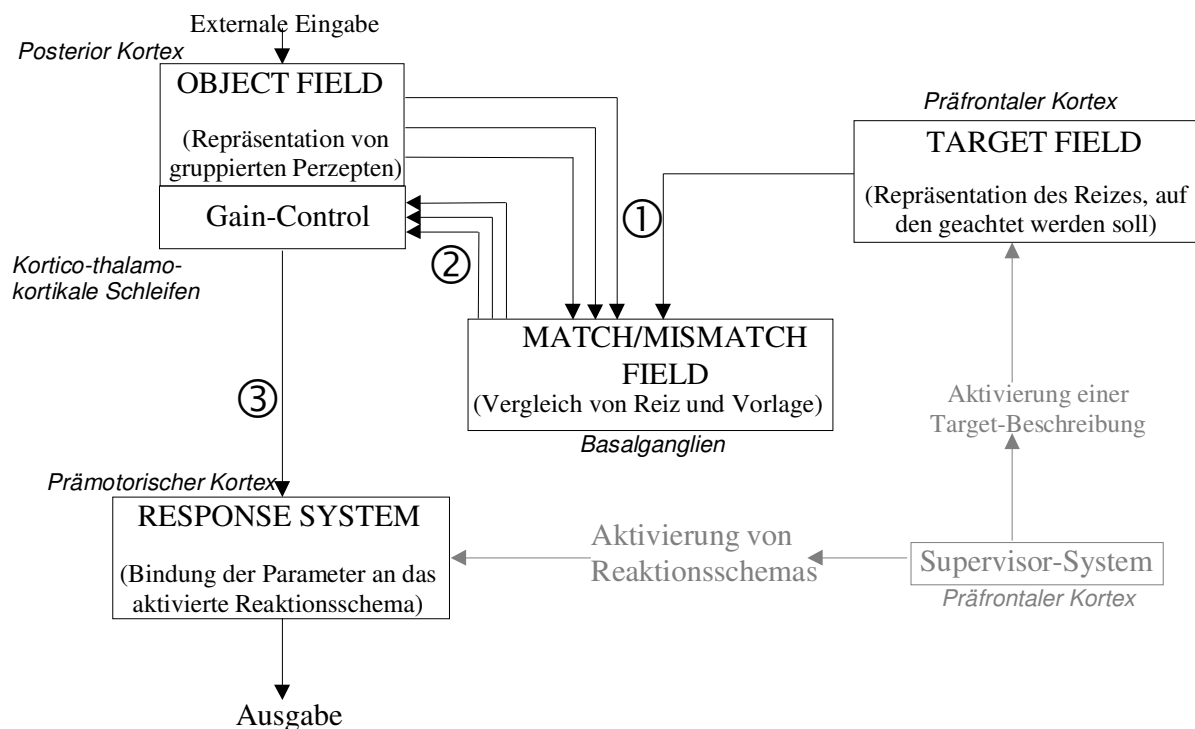 Externale Eingabe
Posterior Kortex
OBJECT FIELD
(Repräsentation von
gruppierten Perzepten)
Gain-Control
Kortico-thalamo-
kortikale Schleifen
Präfrontaler Kortex
TARGET FIELD
(Repräsentation des Reizes, auf
den geachtet werden soll)
①
②
MATCH/MISMATCH
FIELD
(Vergleich von Reiz und Vorlage)
Basalganglien
③
Aktivierung einer
Target-Beschreibung
Prämotorischer Kortex
RESPONSE SYSTEM
(Bindung der Parameter an das
aktivierte Reaktionsschema)
Aktivierung von
Reaktionsschemas
Supervisor-System
Präfrontaler Kortex
Ausgabe